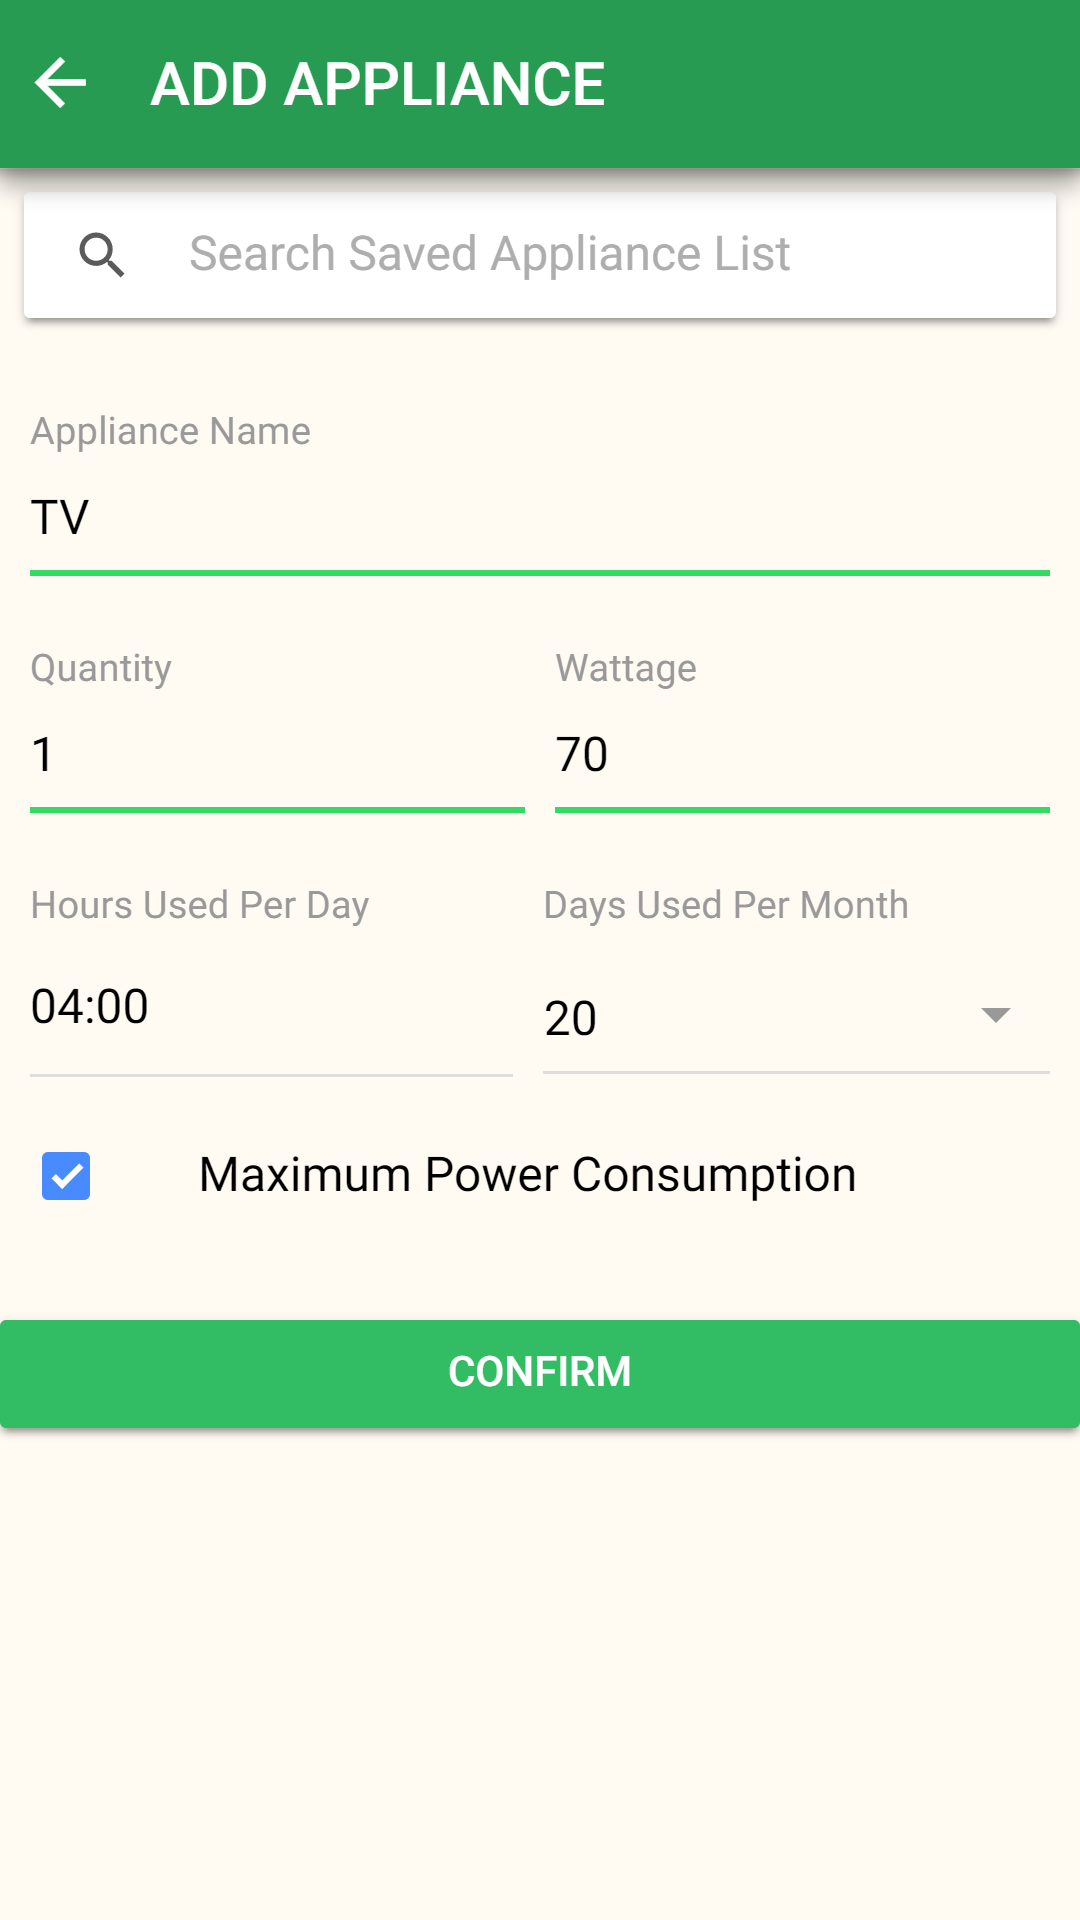 ADD APPLIANCE
Search Saved Appliance List
Appliance Name
TV
Quantity Wattage
1 70
Hours Used Per Day Days Used Per Month
04:00 20
Maximum Power Consumption
CONFIRM